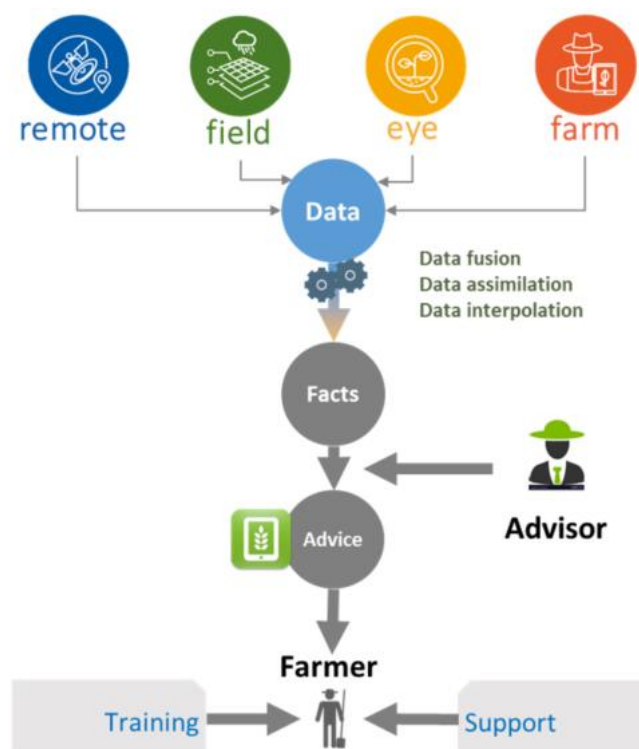 remote
field
eye
farm
Data
Data fusion
Data assimilation
Data interpolation
Facts
Advisor
Advice
Farmer
Training
Support